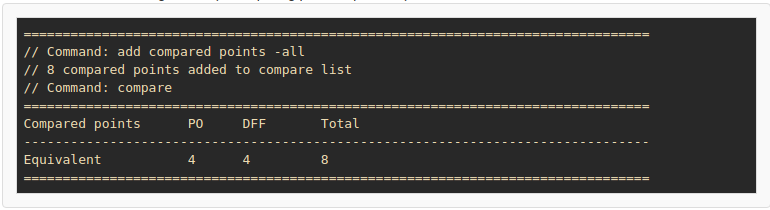 ================================================================================
// Command: add compared points -all
// 8 compared points added to compare list
// Command: compare
================================================================================
Compared points      PO     DFF       Total
--------------------------------------------------------------------------------
Equivalent           4      4         8
================================================================================